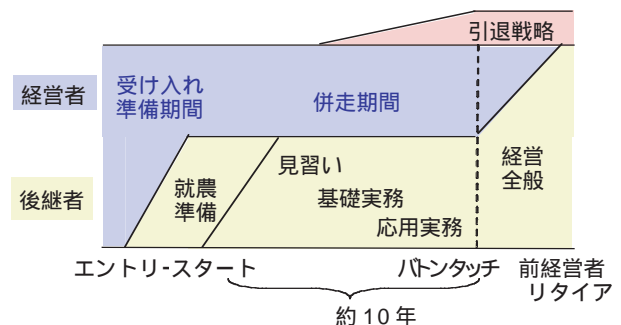 引退戦略
経営者
受け入れ
準備期間
併走期間
後継者
就農
準備
見習い
基礎実務
応用実務
経営
全般
エントリ-スタート
バトンタッチ
前経営者
リタイア
約10年